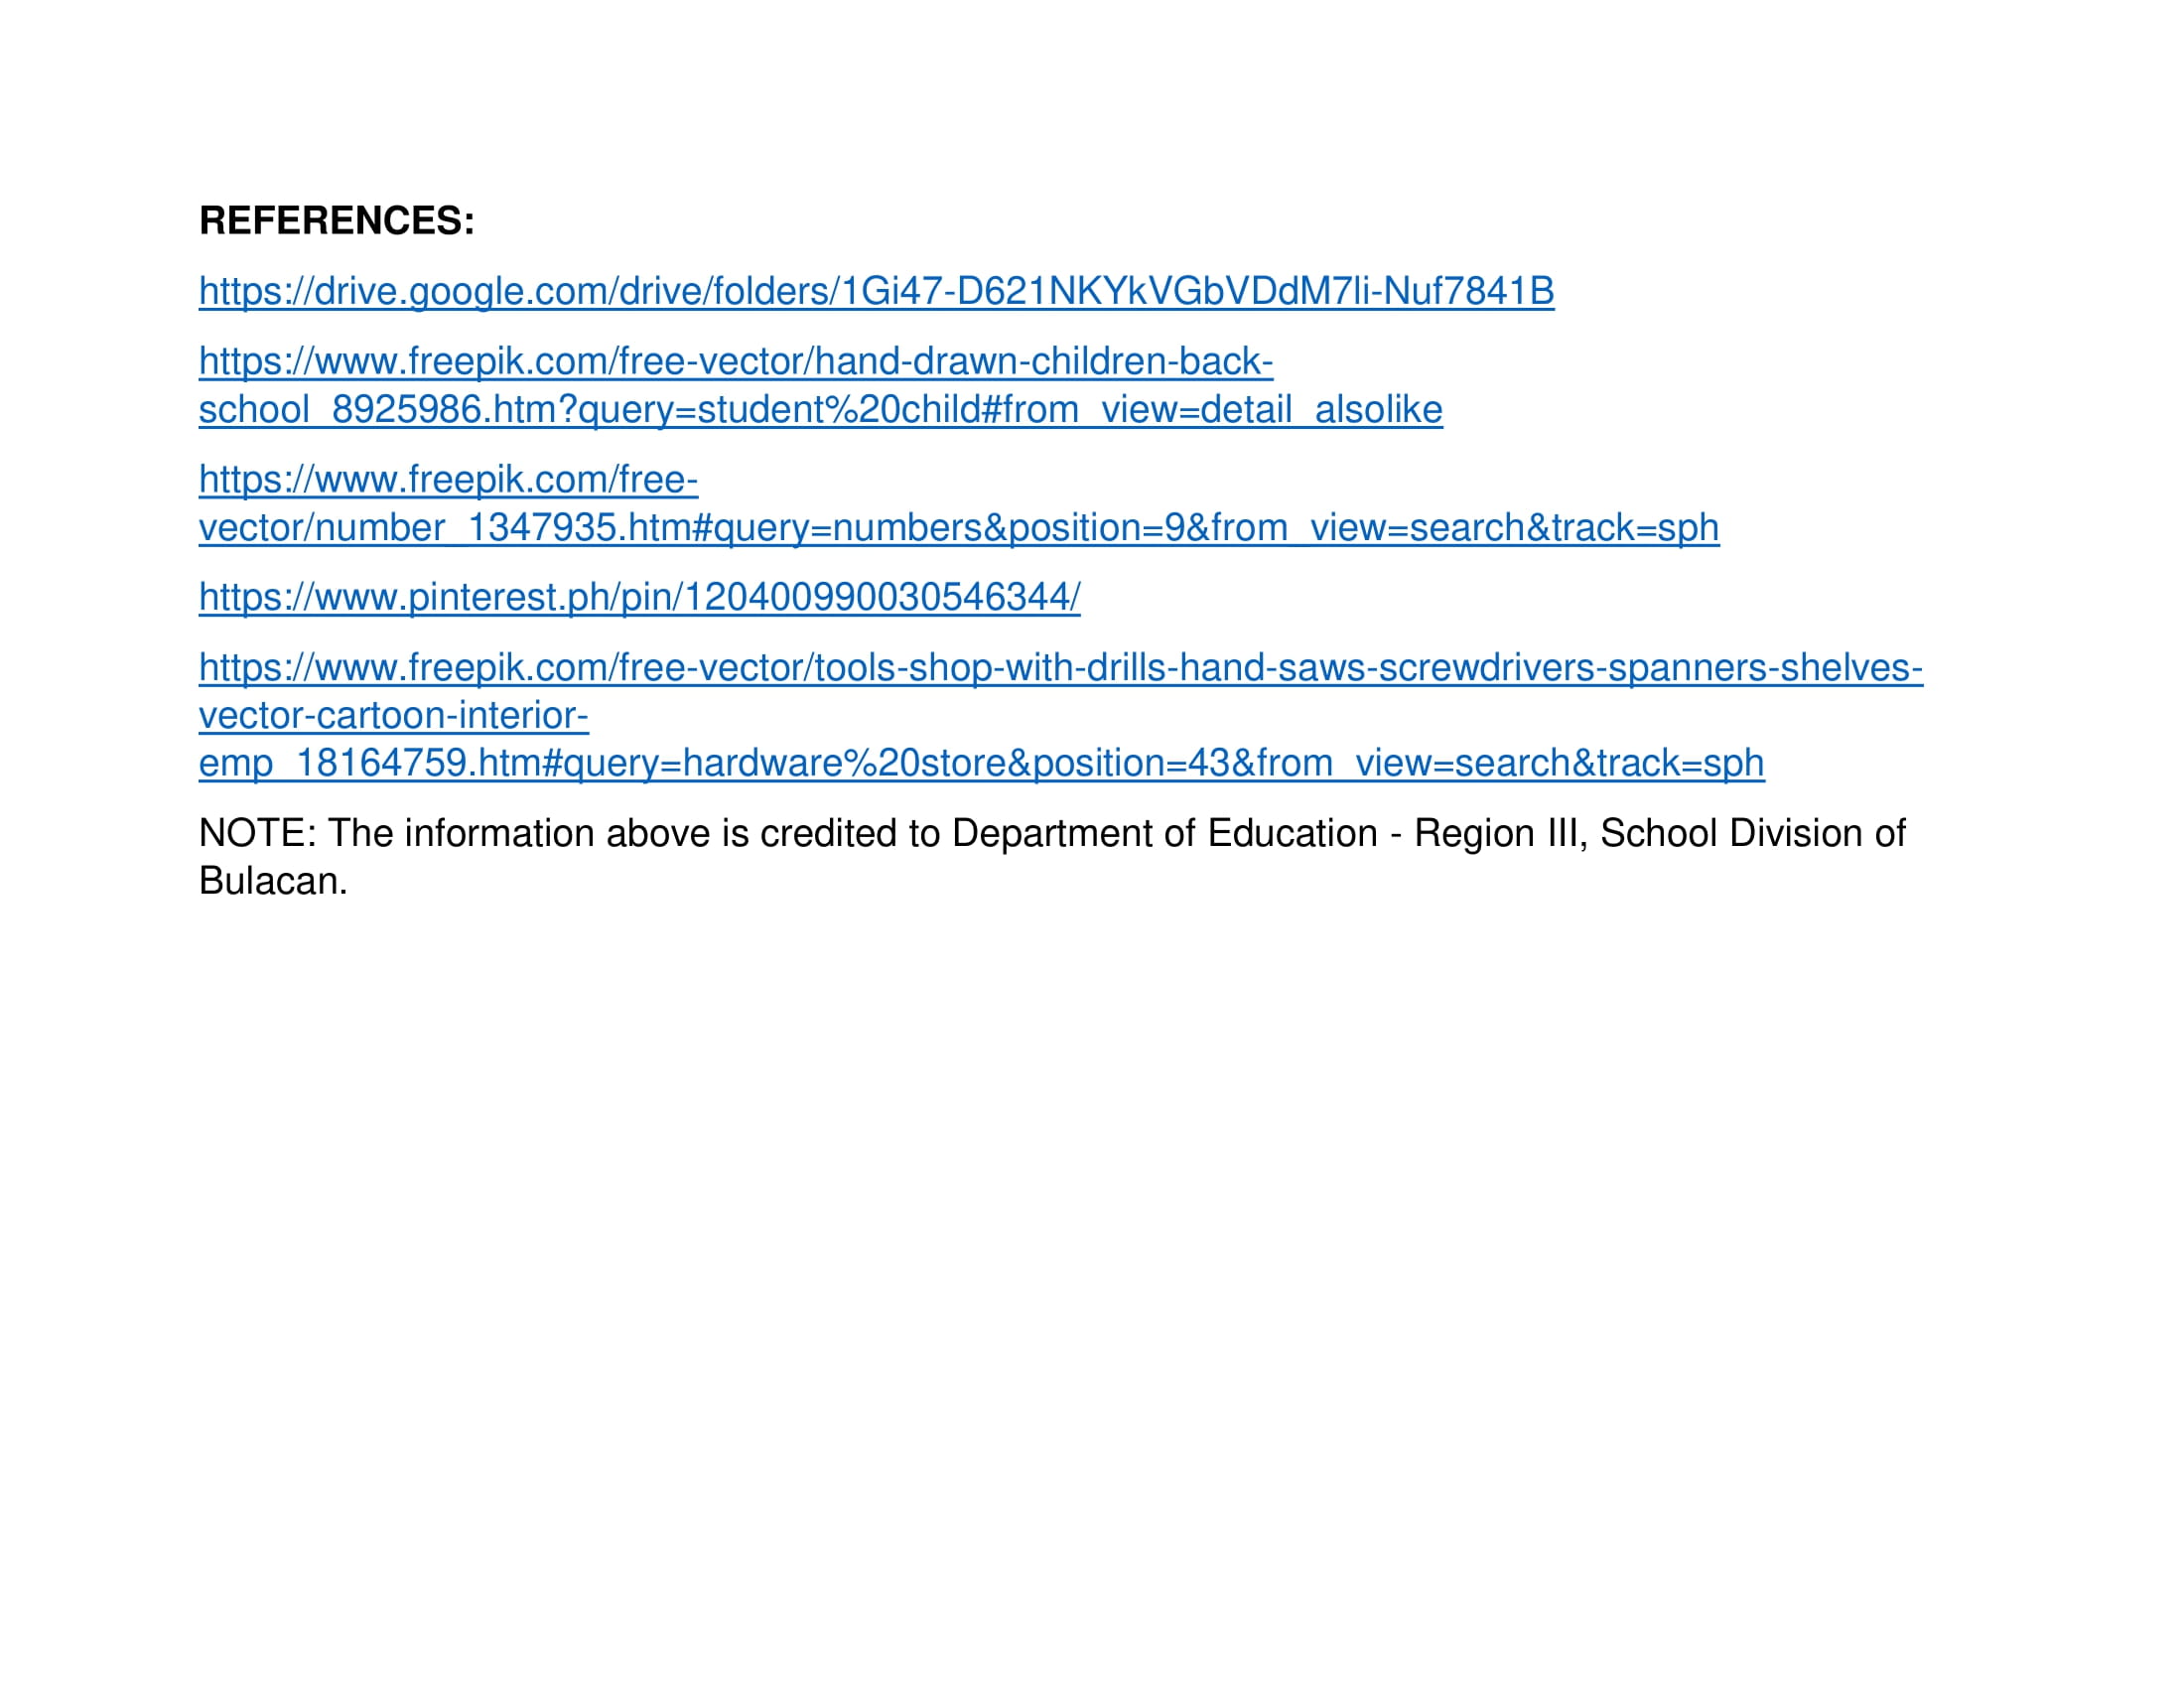 REFERENCES:
https://drive.google.com/drive/folders/1Gi47-D621NKYkVGbVDdM7li-Nuf7841B
https://www.freepik.com/free-vector/hand-drawn-children-back-
school_8925986.htm?query=student%20child#from_view=detail_alsolike
https://www.freepik.com/free-
vector/number_1347935.htm#query=numbers&position=9&from_view=search&track=sph
https://www.pinterest.ph/pin/120400990030546344/
https://www.freepik.com/free-vector/tools-shop-with-drills-hand-saws-screwdrivers-spanners-shelves-
vector-cartoon-interior-
emp_18164759.htm#query=hardware%20store&position=43&from_view=search&track=sph
NOTE: The information above is credited to Department of Education - Region III, School Division of
Bulacan.